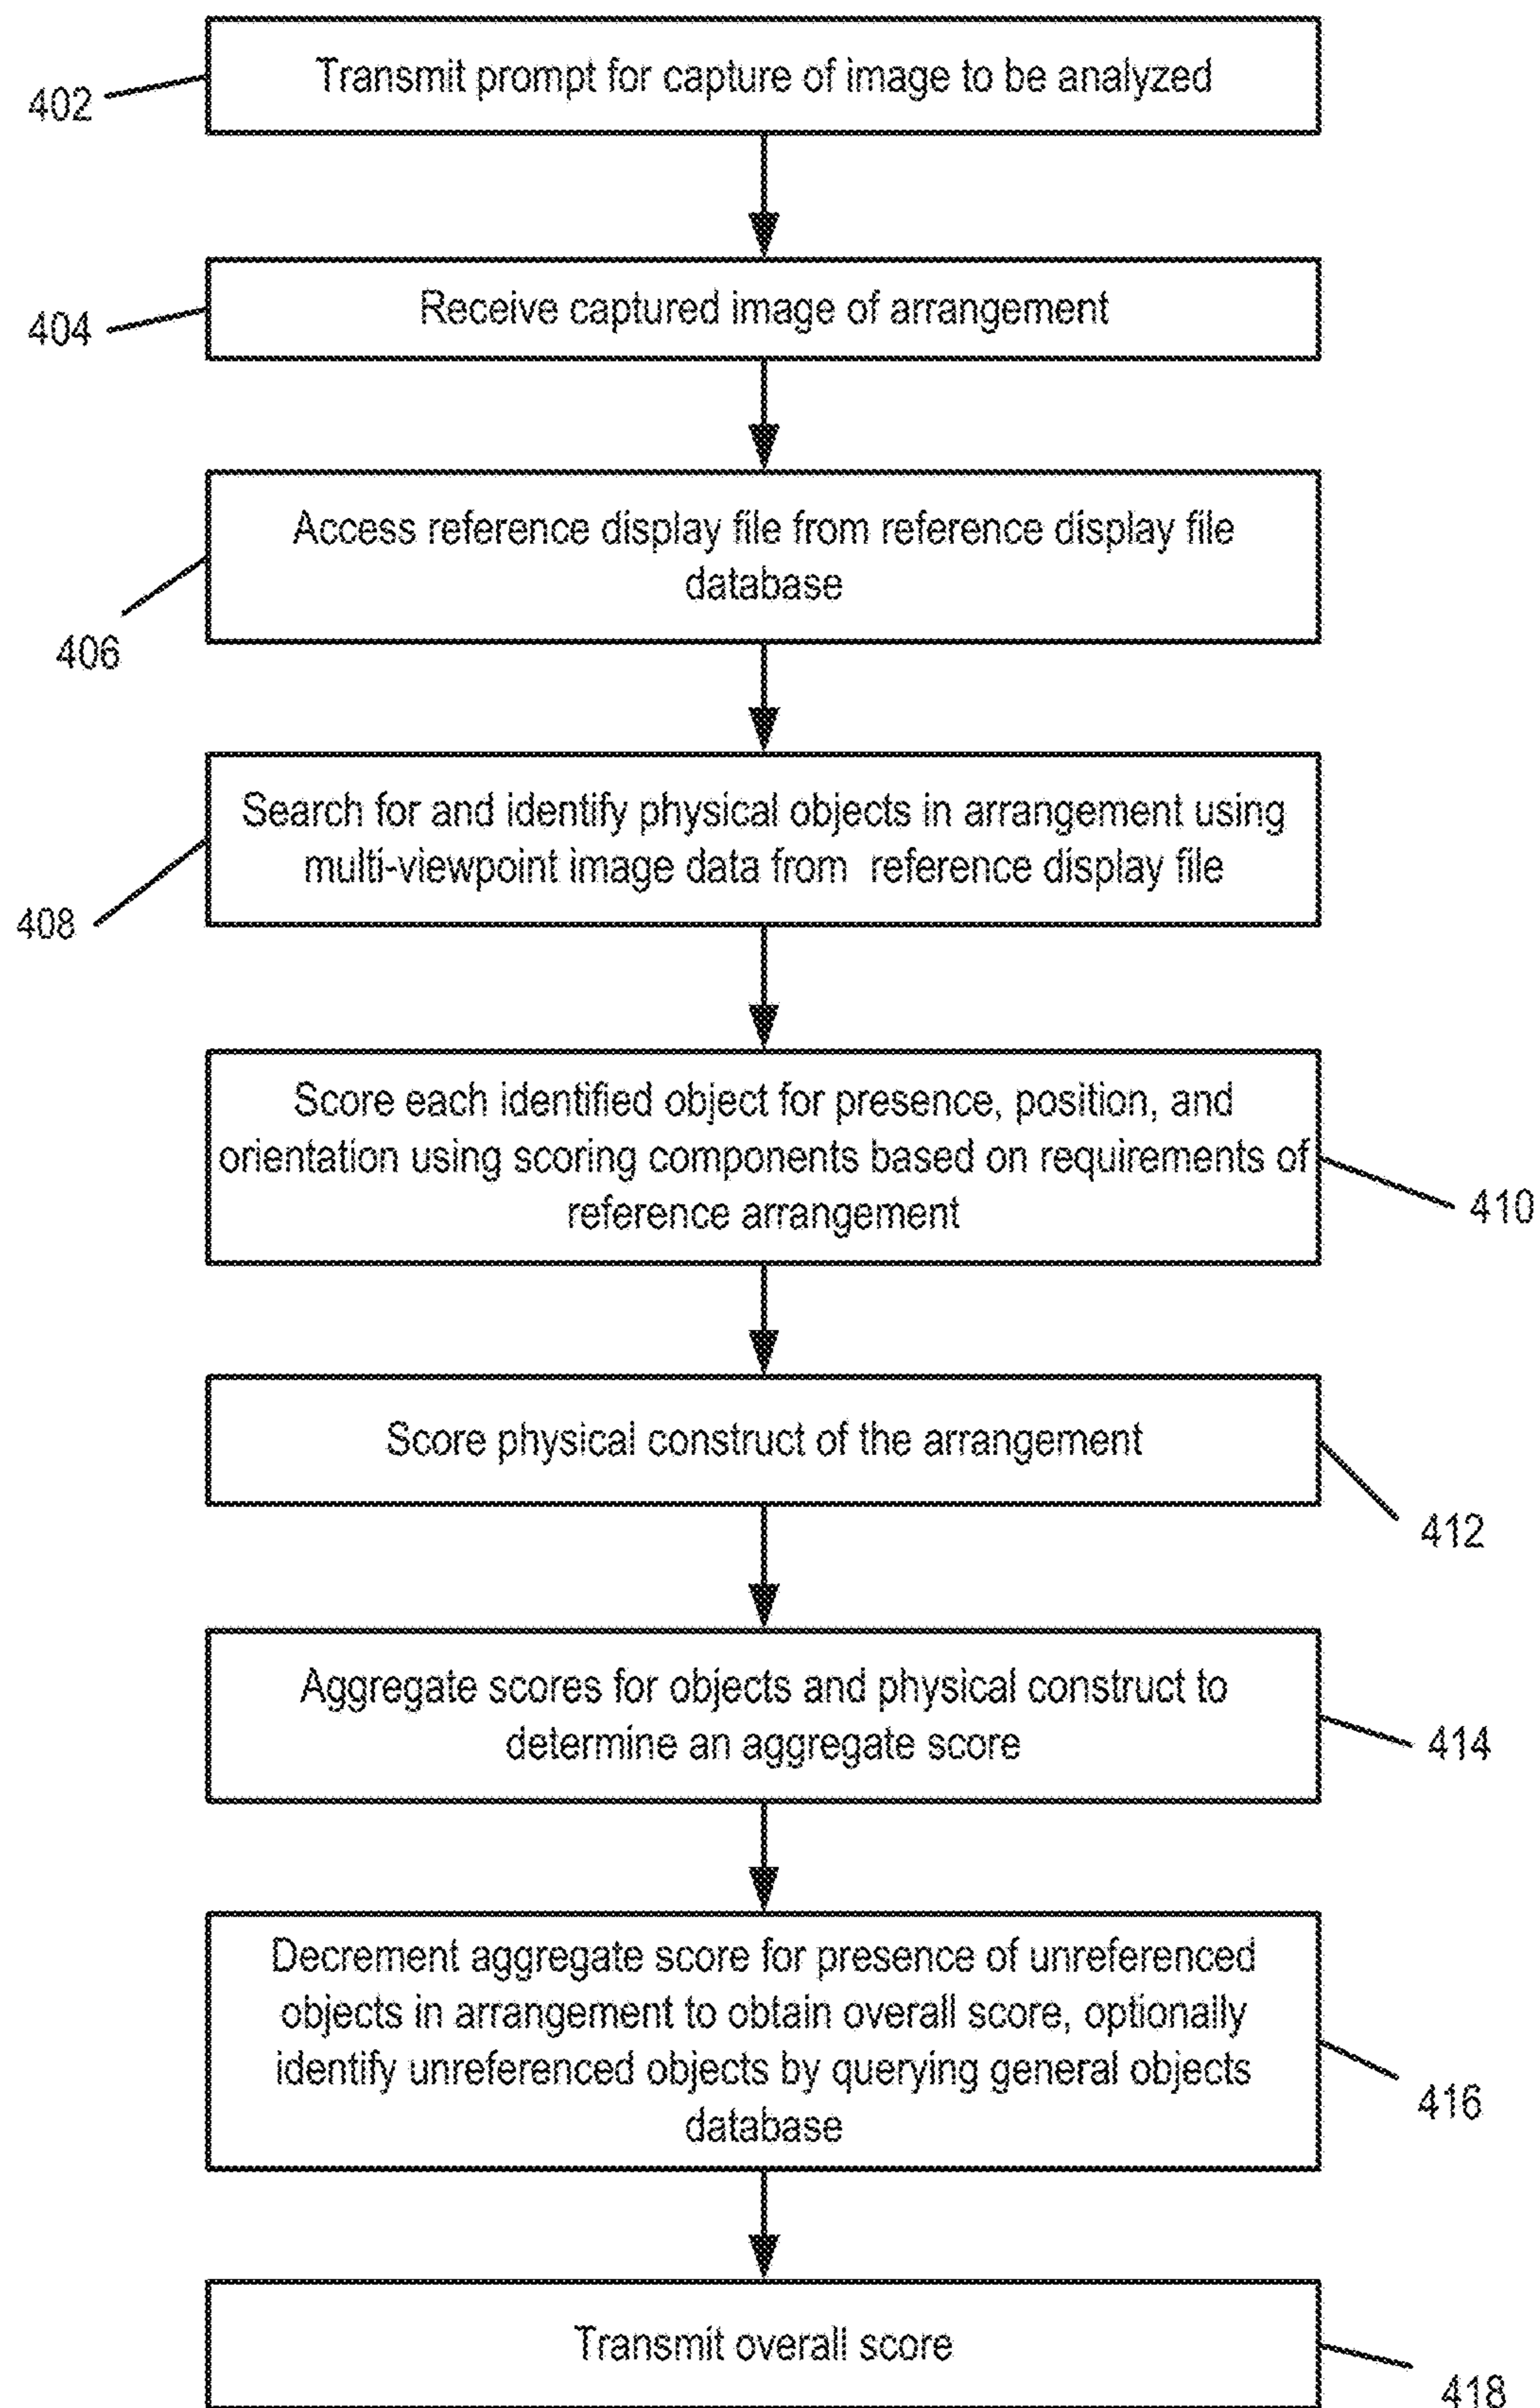 402
Transmit prompt for capture of image to be analyzed
404
Receive captured image of arrangement
406
Access reference display file from reference display file
database
408
Search for and identify physical objects in arrangement using
multi-viewpoint image data from reference display file
Score each identified object for presence, position, and
orientation using scoring components based on requirements of
reference arrangement
410
Score physical construct of the arrangement
412
Aggregate scores for objects and physical construct to
determine an aggregate score
414
Decrement aggregate score for presence of unreferenced
objects in arrangement to obtain overall score, optionally
identify unreferenced objects by querying general objects
database
416
Transmit overall score
418